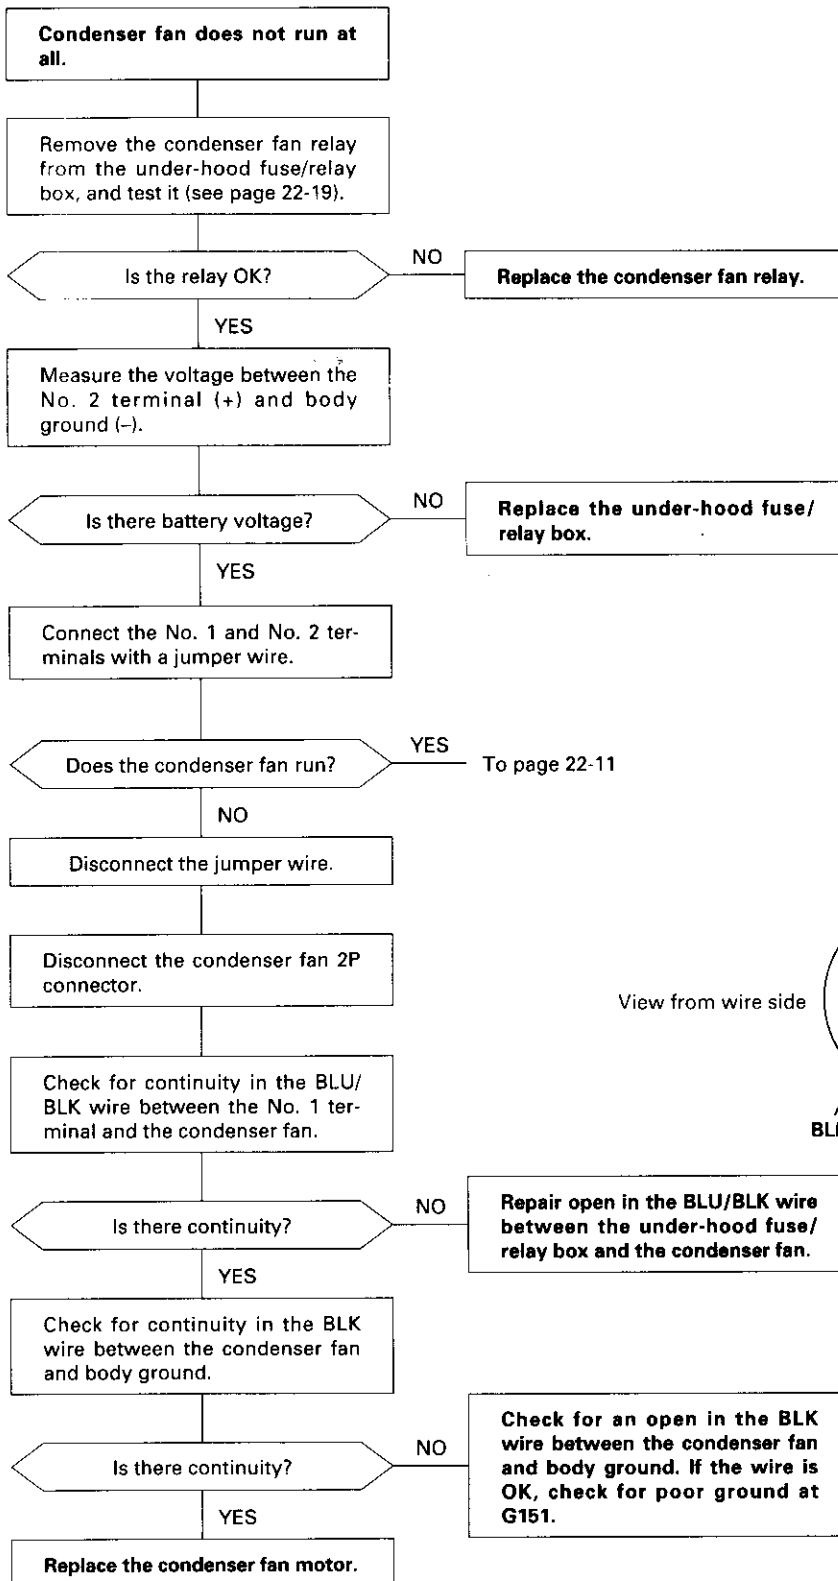 Condenser fan does not run at
all.
Remove the condenser fan relay
from the under-hood fuse/relay
box, and test it (see page 22-19).
Is the relay OK?
NO
Replace the condenser fan relay.
YES
Measure the voltage between the
No. 2 terminal (+) and body
ground (–).
Is there battery voltage?
NO
Replace the under-hood fuse/
relay box.
YES
Connect the No. 1 and No. 2 ter-
minals with a jumper wire.
Does the condenser fan run?
YES
To page 22-11
NO
Disconnect the jumper wire.
Disconnect the condenser fan 2P
connector.
View from wire side
Check for continuity in the BLU/
BLK wire between the No. 1 ter-
minal and the condenser fan.
Is there continuity?
NO
Repair open in the BLU/BLK wire
between the under-hood fuse/
relay box and the condenser fan.
YES
Check for continuity in the BLK
wire between the condenser fan
and body ground.
Is there continuity?
NO
Check for an open in the BLK
wire between the condenser fan
and body ground. If the wire is
OK, check for poor ground at
G151.
YES
Replace the condenser fan motor.